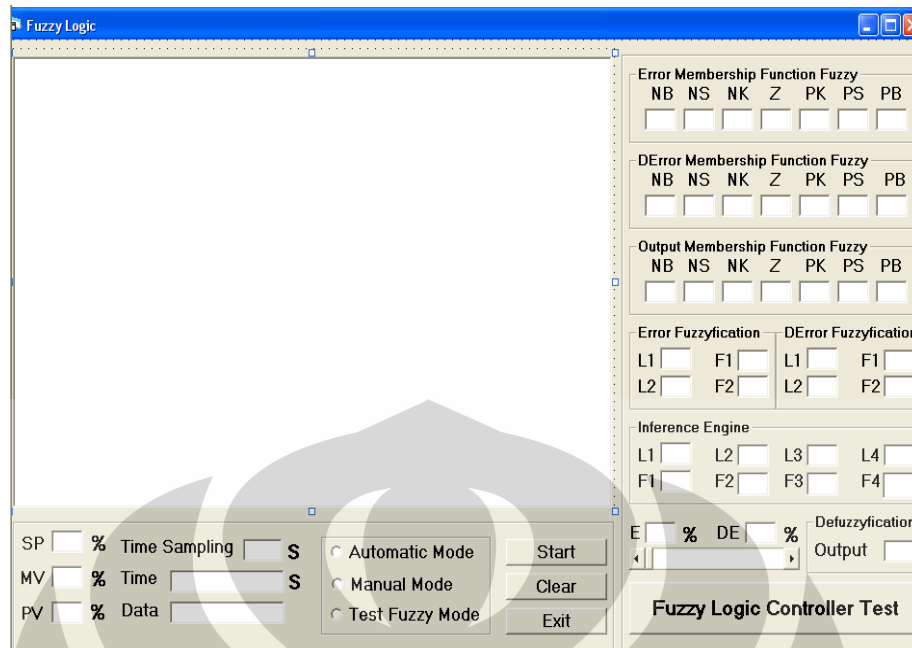 Fuzzy Logic
Error Membership Function Fuzzy
NB NS NK Z PK PS PB
DError Membership Function Fuzzy
NB NS NK Z PK PS PB
Output Membership Function Fuzzy
NB NS NK Z PK PS PB
Error Fuzzyfication
L1 F1
L2 F2
DError Fuzzyfication
L1 F1
L2 F2
Inference Engine
L1 L2 L3 L4
F1 F2 F3 F4
E % DE %
Defuzzyfication
Output
Fuzzy Logic Controller Test
SP %
MV %
PV %
Time Sampling S
Time S
Data
Automatic Mode
Manual Mode
Test Fuzzy Mode
Start
Clear
Exit